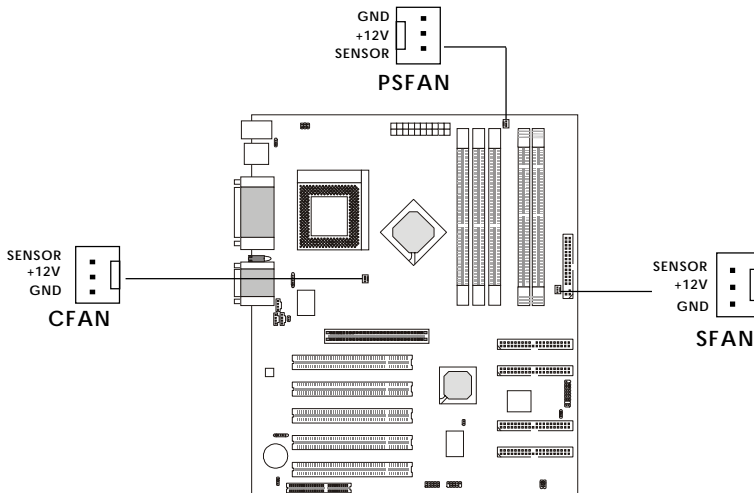 GND
+12V
SENSOR
PSFAN
SENSOR
+12V
GND
CFAN
SENSOR
+12V
GND
SFAN